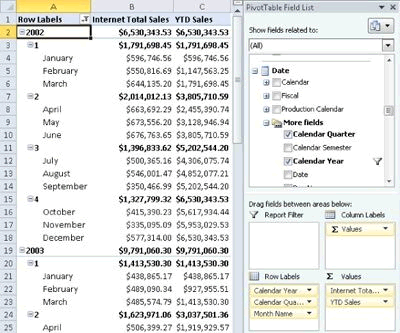 A B C
1 Row Labels Internet Total Sales YTD Sales
2 2002 $6,530,343.53 $6,530,343.53
3 1 $1,791,698.45 $1,791,698.45
4 January $596,746.56 $596,746.56
5 February $550,816.69 $1,147,563.25
6 March $644,135.20 $1,791,698.45
7 2 $2,014,012.13 $3,805,710.59
8 April $663,692.29 $2,455,390.74
9 May $673,556.20 $3,128,946.94
10 June $676,763.65 $3,805,710.59
11 3 $1,396,833.62 $5,202,544.20
12 July $500,365.16 $4,306,075.74
13 August $546,001.47 $4,852,077.21
14 September $350,466.99 $5,202,544.20
15 4 $1,327,799.32 $6,530,343.53
16 October $415,390.23 $5,617,934.44
17 November $335,095.09 $5,953,029.53
18 December $577,314.00 $6,530,343.53
19 2003 $9,791,060.30 $9,791,060.30
20 1 $1,413,530.30 $1,413,530.30
21 January $438,865.17 $438,865.17
22 February $489,090.34 $927,955.51
23 March $485,574.79 $1,413,530.30
24 2 $1,623,971.06 $3,037,501.36
25 April $506,399.27 $1,919,929.57
PivotTable Field List
Show fields related to:
(All)
Date
Calendar
Fiscal
Production Calendar
More fields
Calendar Quarter
Calendar Semester
Calendar Year
Date
Drag fields between areas below:
Report Filter
Column Labels
Σ Values
Row Labels
Σ Values
Calendar Year
Internet Tota...
Calendar Qua...
YTD Sales
Month Name